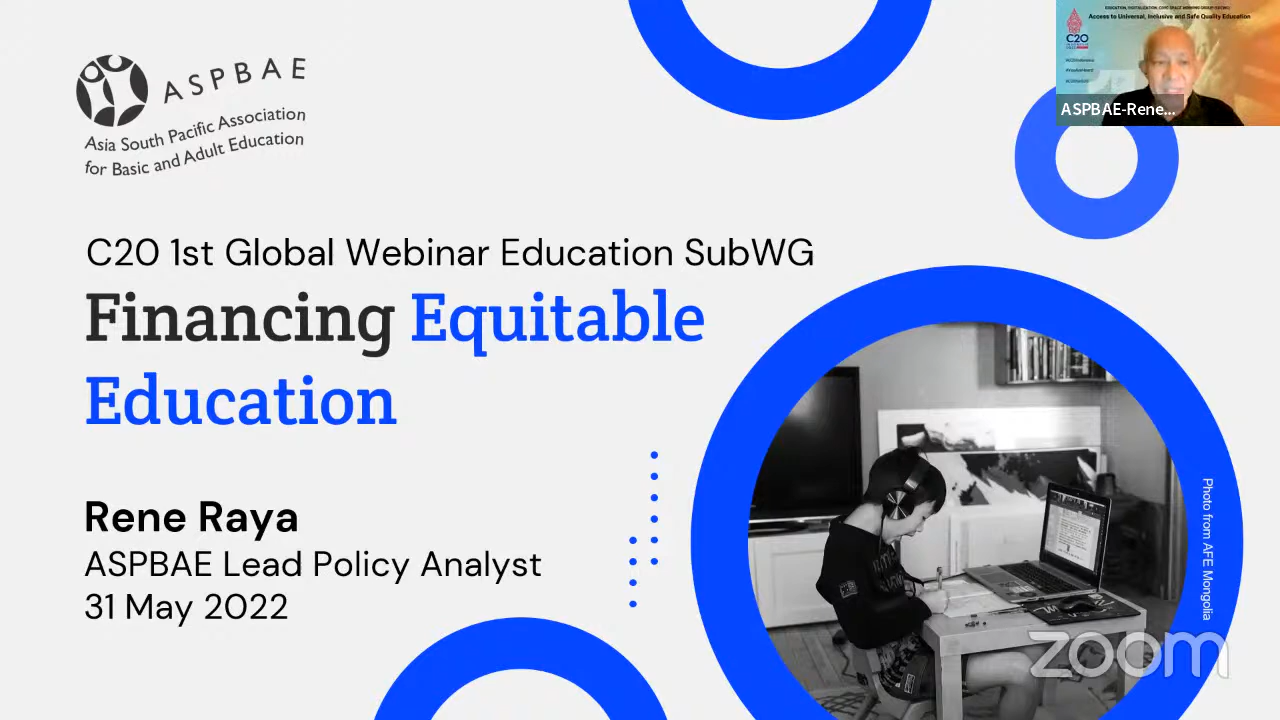 ASPBAE
Asia South Pacific Association
for Basic and Adult Education
C20 1st Global Webinar Education SubWG
Financing Equitable
Education
Rene Raya
ASPBAE Lead Policy Analyst
31 May 2022
Photo from AFE Mongolia
zoom
Access to Universal, Inclusive and Safe Quality Education
C20
ASPBAE-Rene...